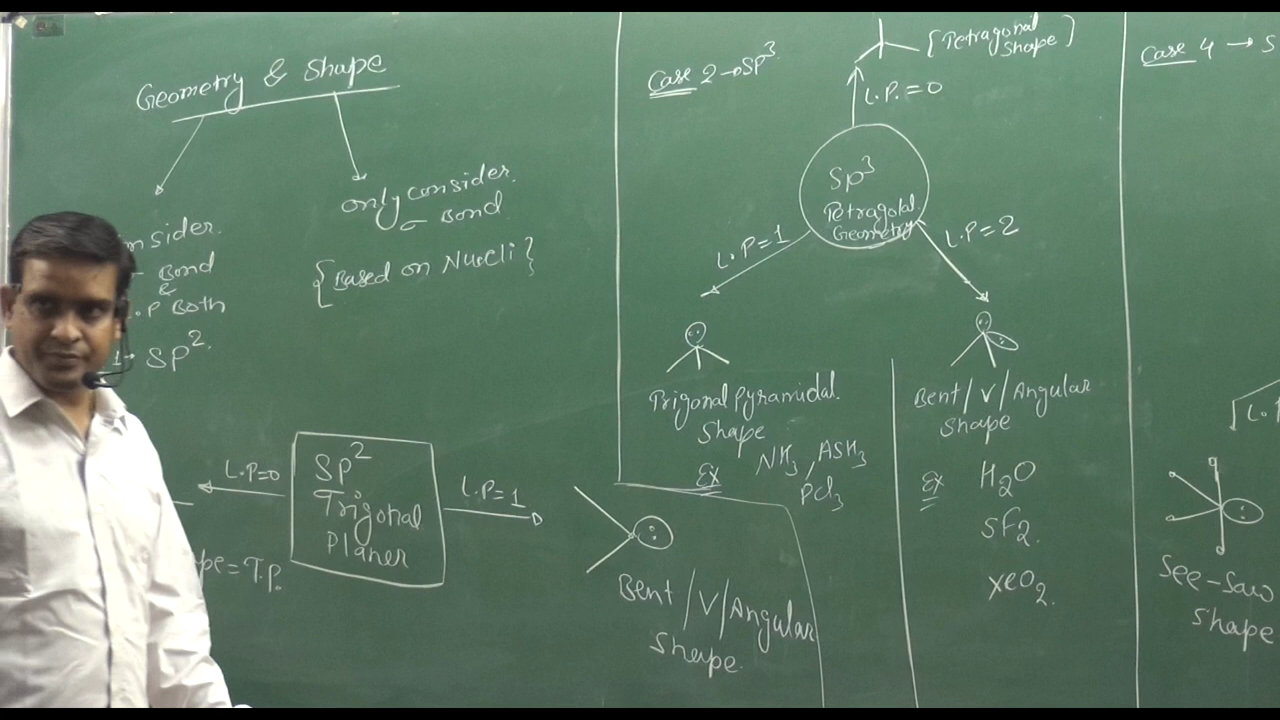 Geometry & Shape
only consider
Bond
{Based on Nucli}
nsider
Bond
&
.P Both
1→ SP²
L.P=0
SP²
Trigonal
Planer
L.P=1
pe=T.P.
Bent/V/Angular
Shape.
Case 2→SP³
[Tetragonal
Shape]
L.P.=0
SP³
Tetragolal
Geometry
L.P=1
L.P=2
Trigonal Pyramidal
Shape
Ex NH₃ ASH₃
PCl₃
Bent/V/Angular
Shape
Ex H₂O
SF₂.
XeO₂.
Case 4 → S
L.P
See-Saw
Shape